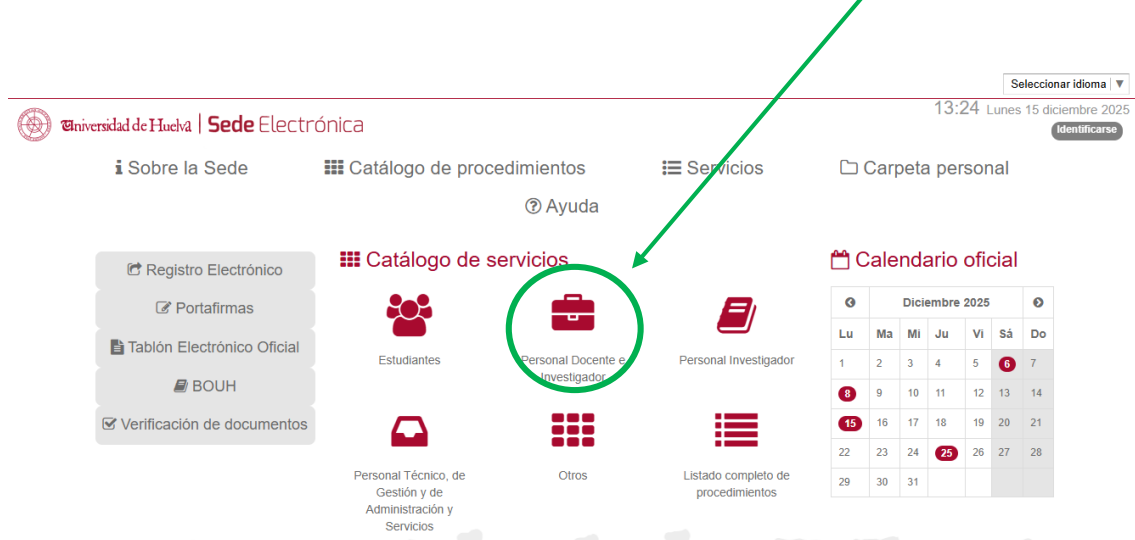 Seleccionar idioma
13:24 Lunes 15 diciembre 2025
Universidad de Huelva | Sede Electrónica
Identificarse
Sobre la Sede
Catálogo de procedimientos
Servicios
Carpeta personal
Ayuda
Registro Electrónico
Portafirmas
Tablón Electrónico Oficial
BOUH
Verificación de documentos
Catálogo de servicios
Estudiantes
Personal Docente e
Investigador
Personal Investigador
Personal Técnico, de
Gestión y de
Administración y
Servicios
Otros
Listado completo de
procedimientos
Calendario oficial
Diciembre 2025
Lu Ma Mi Ju Vi Sá Do
1 2 3 4 5 6 7
8 9 10 11 12 13 14
15 16 17 18 19 20 21
22 23 24 25 26 27 28
29 30 31